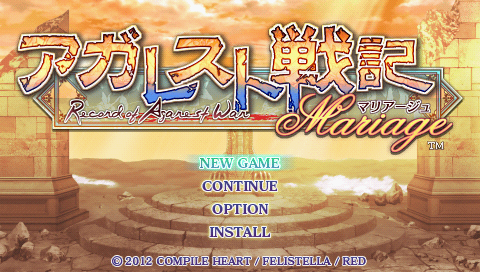 アガレスト戦記
Record of Agarest War
マリアージュ
Mariage
TM
NEW GAME
CONTINUE
OPTION
INSTALL
© 2012 COMPILE HEART / FELISTELLA / RED